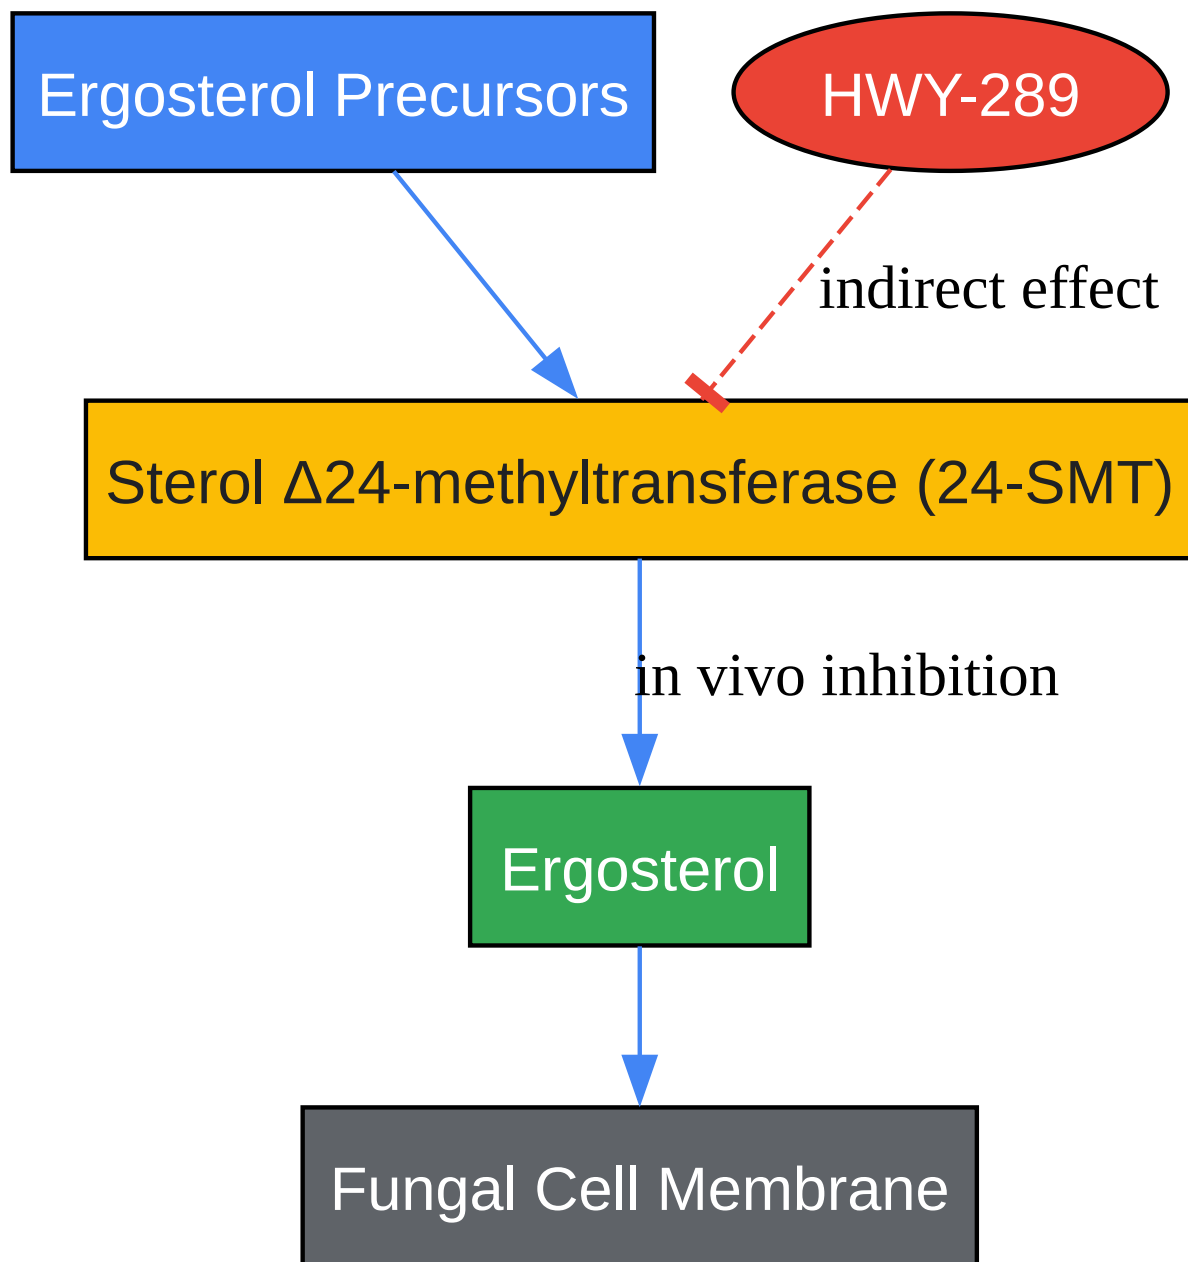 Ergosterol Precursors
HWY-289
indirect effect
Sterol Δ24-methyltransferase (24-SMT)
in vivo inhibition
Ergosterol
Fungal Cell Membrane